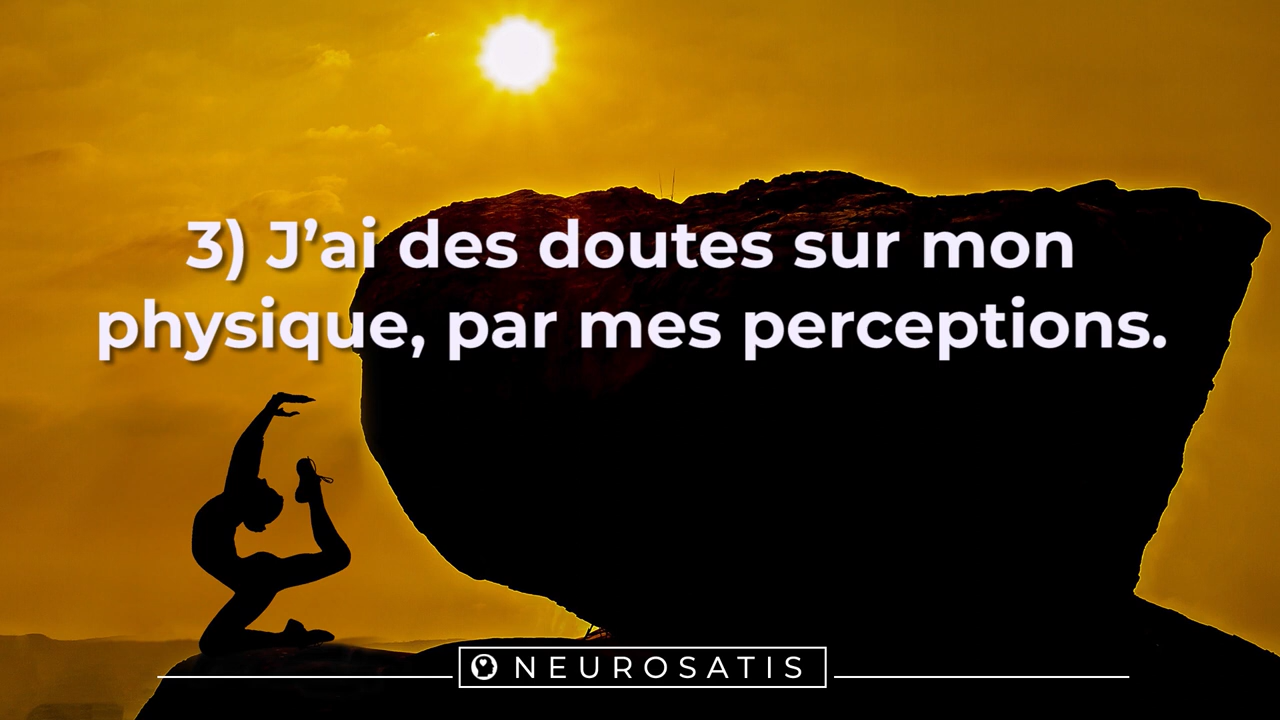 3) J’ai des doutes sur mon
physique, par mes perceptions.
NEUROSATIS